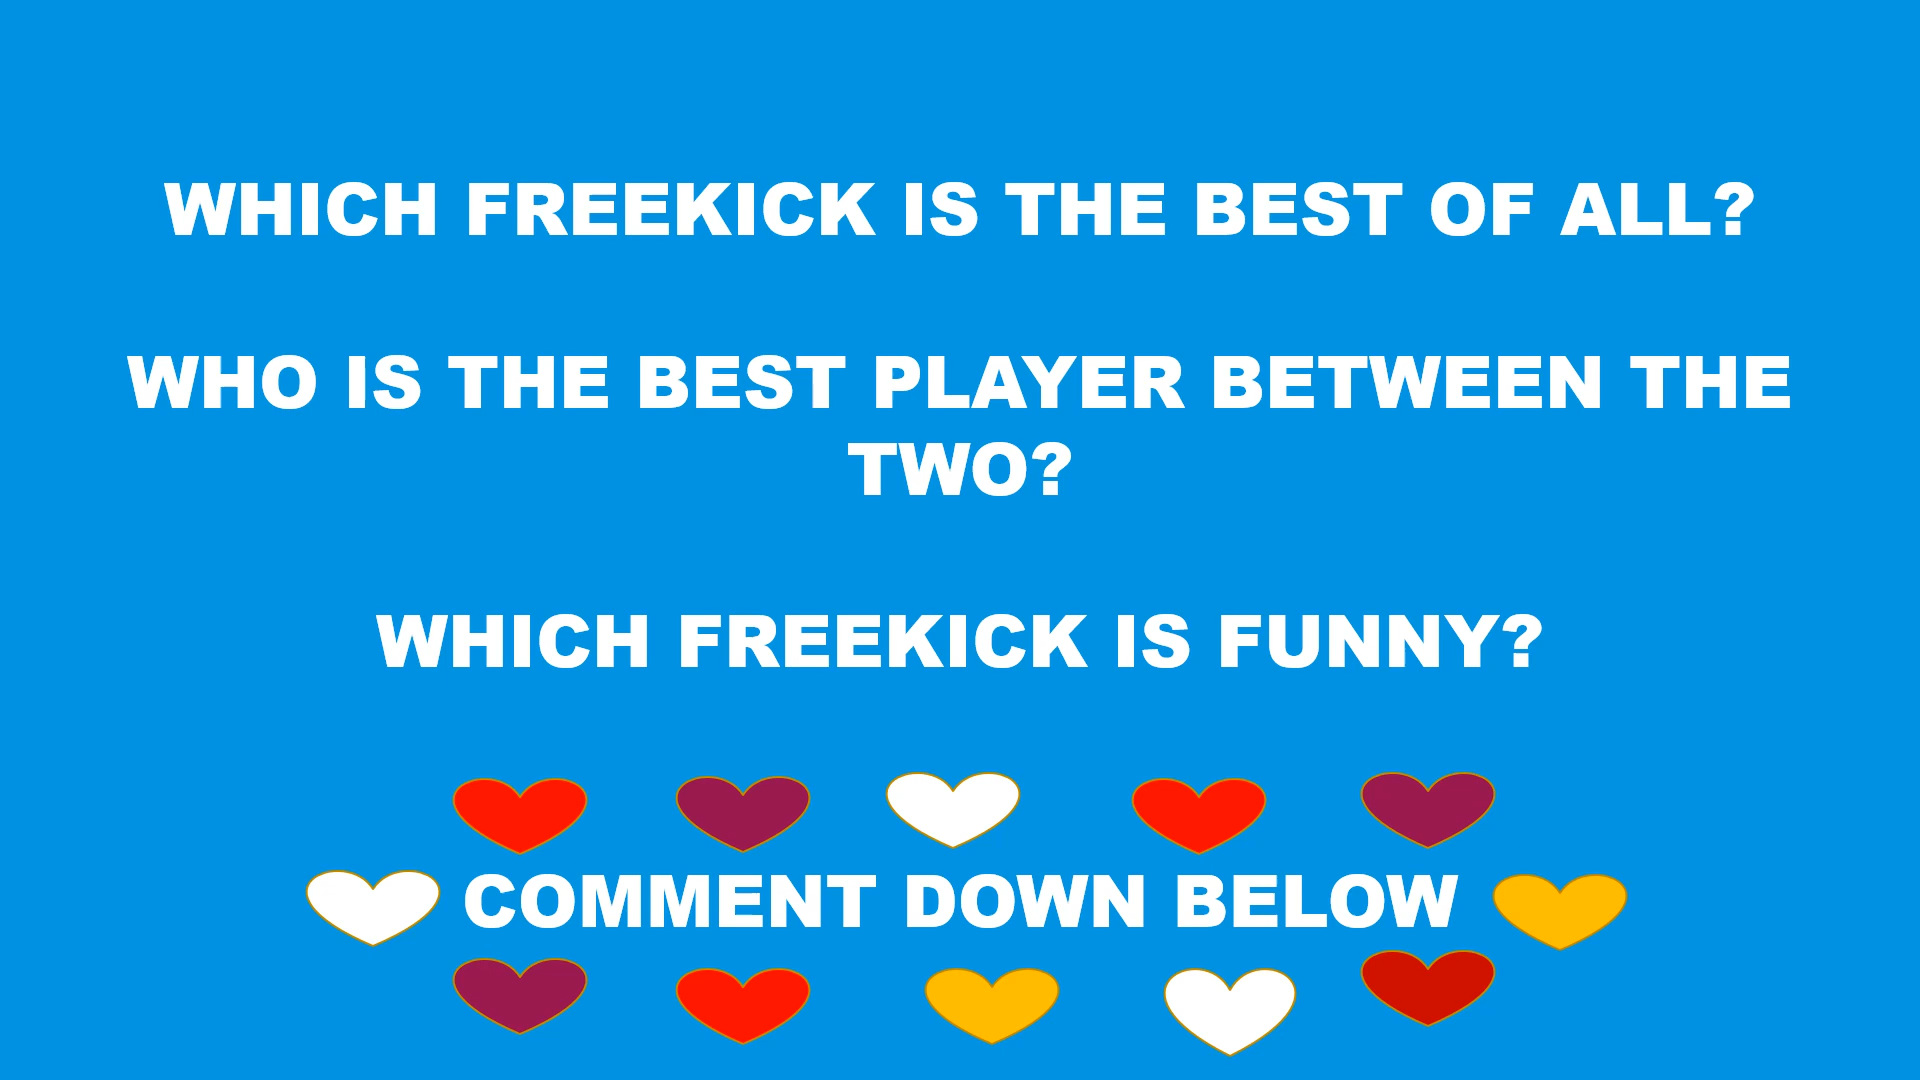 WHICH FREEKICK IS THE BEST OF ALL?
WHO IS THE BEST PLAYER BETWEEN THE
TWO?
WHICH FREEKICK IS FUNNY?
COMMENT DOWN BELOW